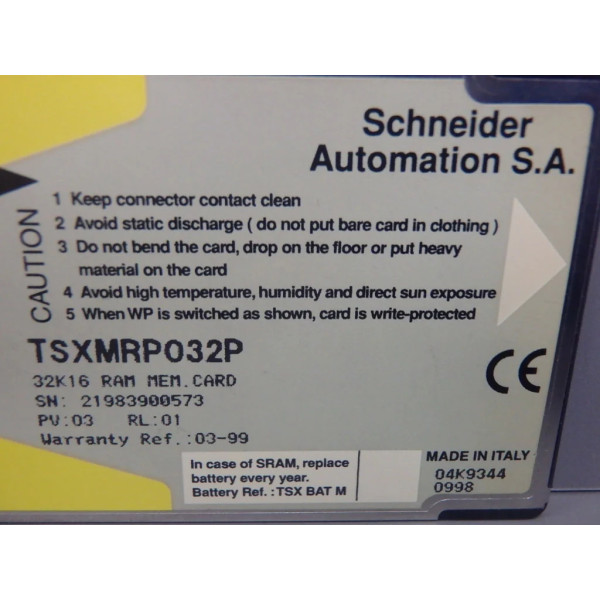 Schneider
Automation S.A.
CAUTION
1 Keep connector contact clean
2 Avoid static discharge ( do not put bare card in clothing )
3 Do not bend the card, drop on the floor or put heavy
material on the card
4 Avoid high temperature, humidity and direct sun exposure
5 When WP is switched as shown, card is write-protected
TSXMRP032P
32K16 RAM MEM.CARD
SN: 21983900573
PV:03 RL:01
Warranty Ref.:03-99
In case of SRAM, replace
battery every year.
Battery Ref. :TSX BAT M
CE
MADE IN ITALY
04K9344
0998